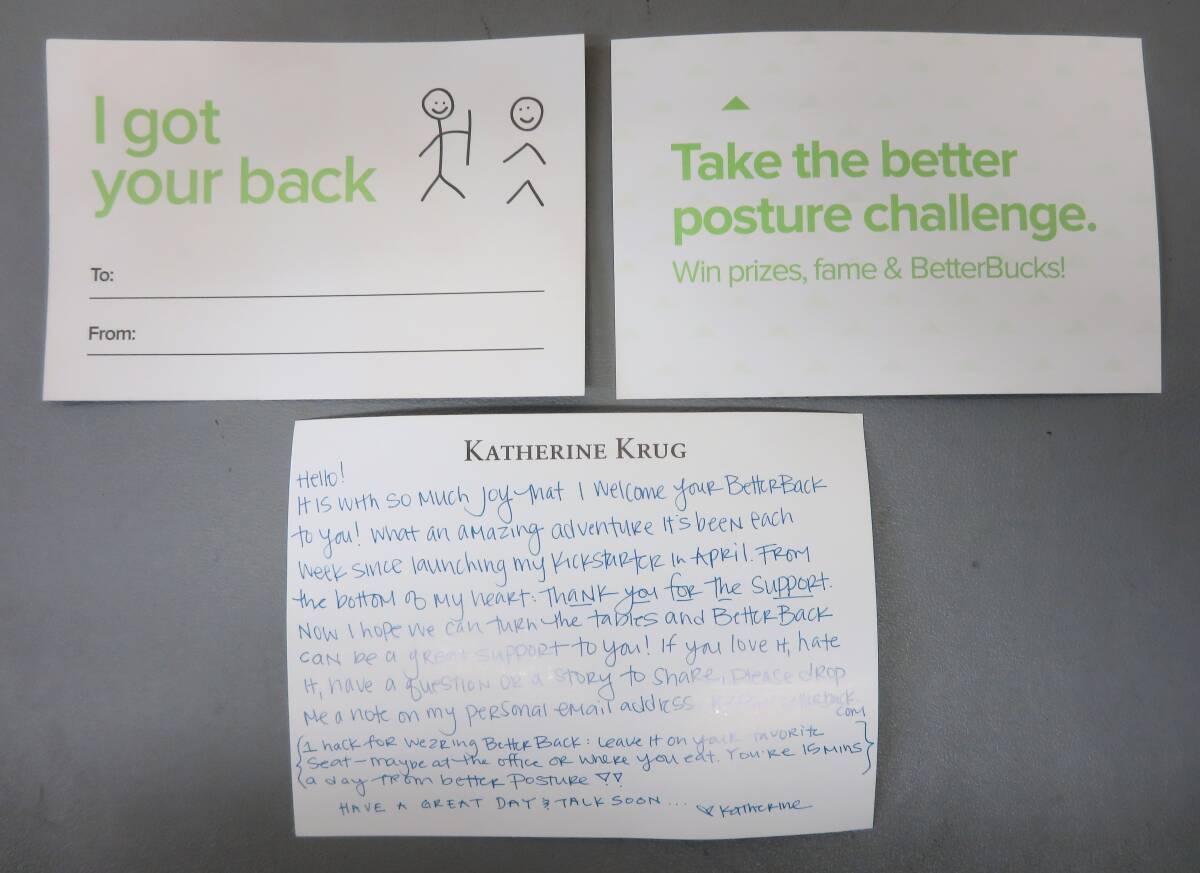 I got
your back
To:
From:
Take the better
posture challenge.
Win prizes, fame & BetterBucks!
KATHERINE KRUG
Hello!
It is with so much joy that I welcome your BetterBack
to you! What an amazing adventure it's been each
week since launching my Kickstarter in April. From
the bottom of my heart: Thank you for the support.
Now I hope we can turn the tables and BetterBack
can be a great support to you! If you love it, hate
it, have a question or a story to share, please drop
me a note on my personal email address
com
{1 hack for wearing BetterBack: leave it on your favorite
seat - maybe at the office or where you eat. You're 15 mins
a day from better posture !!}
HAVE A GREAT DAY & TALK SOON... ♥ Katherine